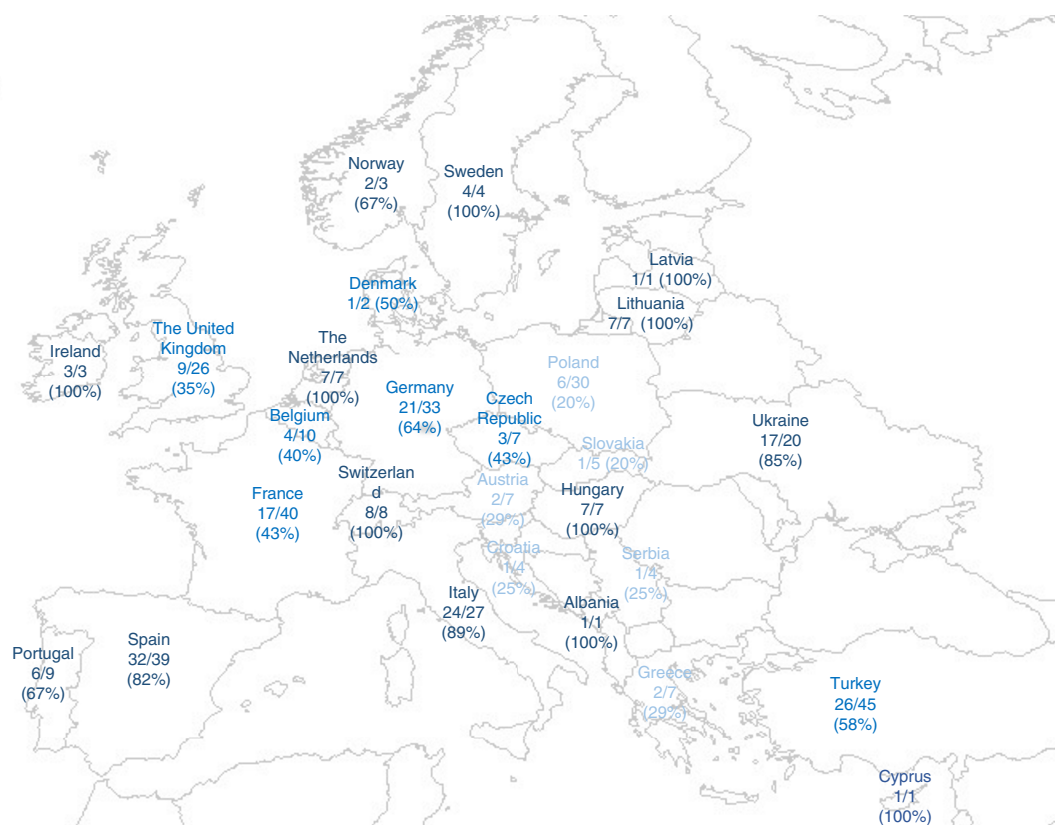 Norway
2/3
(67%)
Sweden
4/4
(100%)
Latvia
1/1 (100%)
Denmark
1/2 (50%)
Lithuania
7/7 (100%)
The United
Kingdom
9/26
(35%)
Ireland
3/3
(100%)
The
Netherlands
7/7
(100%)
Poland
6/30
(20%)
Germany
21/33
(64%)
Czech
Republic
3/7
(43%)
Belgium
4/10
(40%)
Ukraine
17/20
(85%)
Slovakia
1/5 (20%)
Switzerlan
d
8/8
(100%)
Austria
2/7
(29%)
Hungary
7/7
(100%)
France
17/40
(43%)
Croatia
1/4
(25%)
Serbia
1/4
(25%)
Italy
24/27
(89%)
Albania
1/1
(100%)
Spain
32/39
(82%)
Portugal
6/9
(67%)
Greece
2/7
(29%)
Turkey
26/45
(58%)
Cyprus
1/1
(100%)